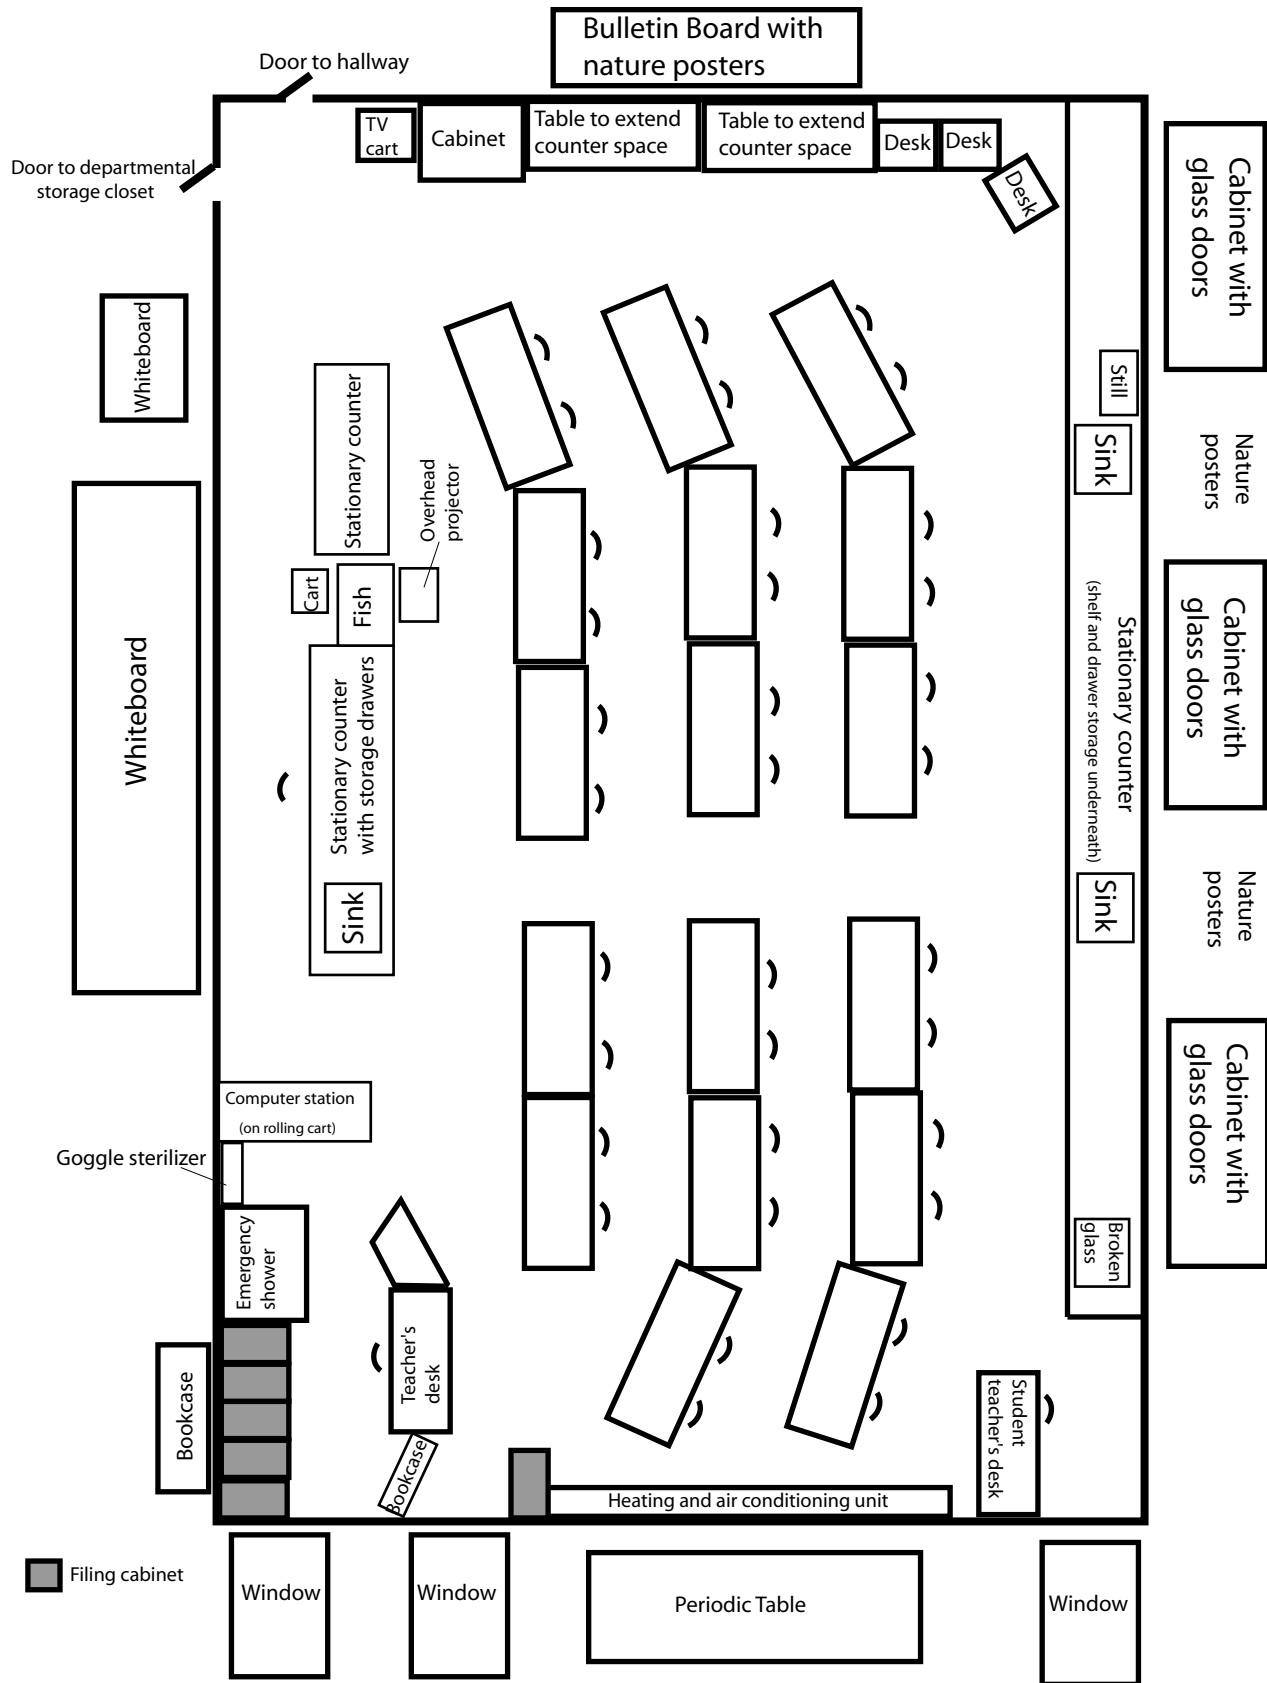 Bulletin Board with
nature posters
Door to hallway
TV
cart
Cabinet
Table to extend
counter space
Table to extend
counter space
Desk
Desk
Desk
Door to departmental
storage closet
Cabinet with
glass doors
Whiteboard
Stationary counter
Still
Sink
Nature
posters
Overhead
projector
Cart
Fish
Whiteboard
Stationary counter
with storage drawers
Sink
Stationary counter
(shelf and drawer storage underneath)
Cabinet with
glass doors
Sink
Nature
posters
Cabinet with
glass doors
Computer station
(on rolling cart)
Goggle sterilizer
Emergency
shower
Broken
glass
Bookcase
Teacher's
desk
Student
teacher's desk
Bookcase
Heating and air conditioning unit
Filing cabinet
Window
Window
Periodic Table
Window